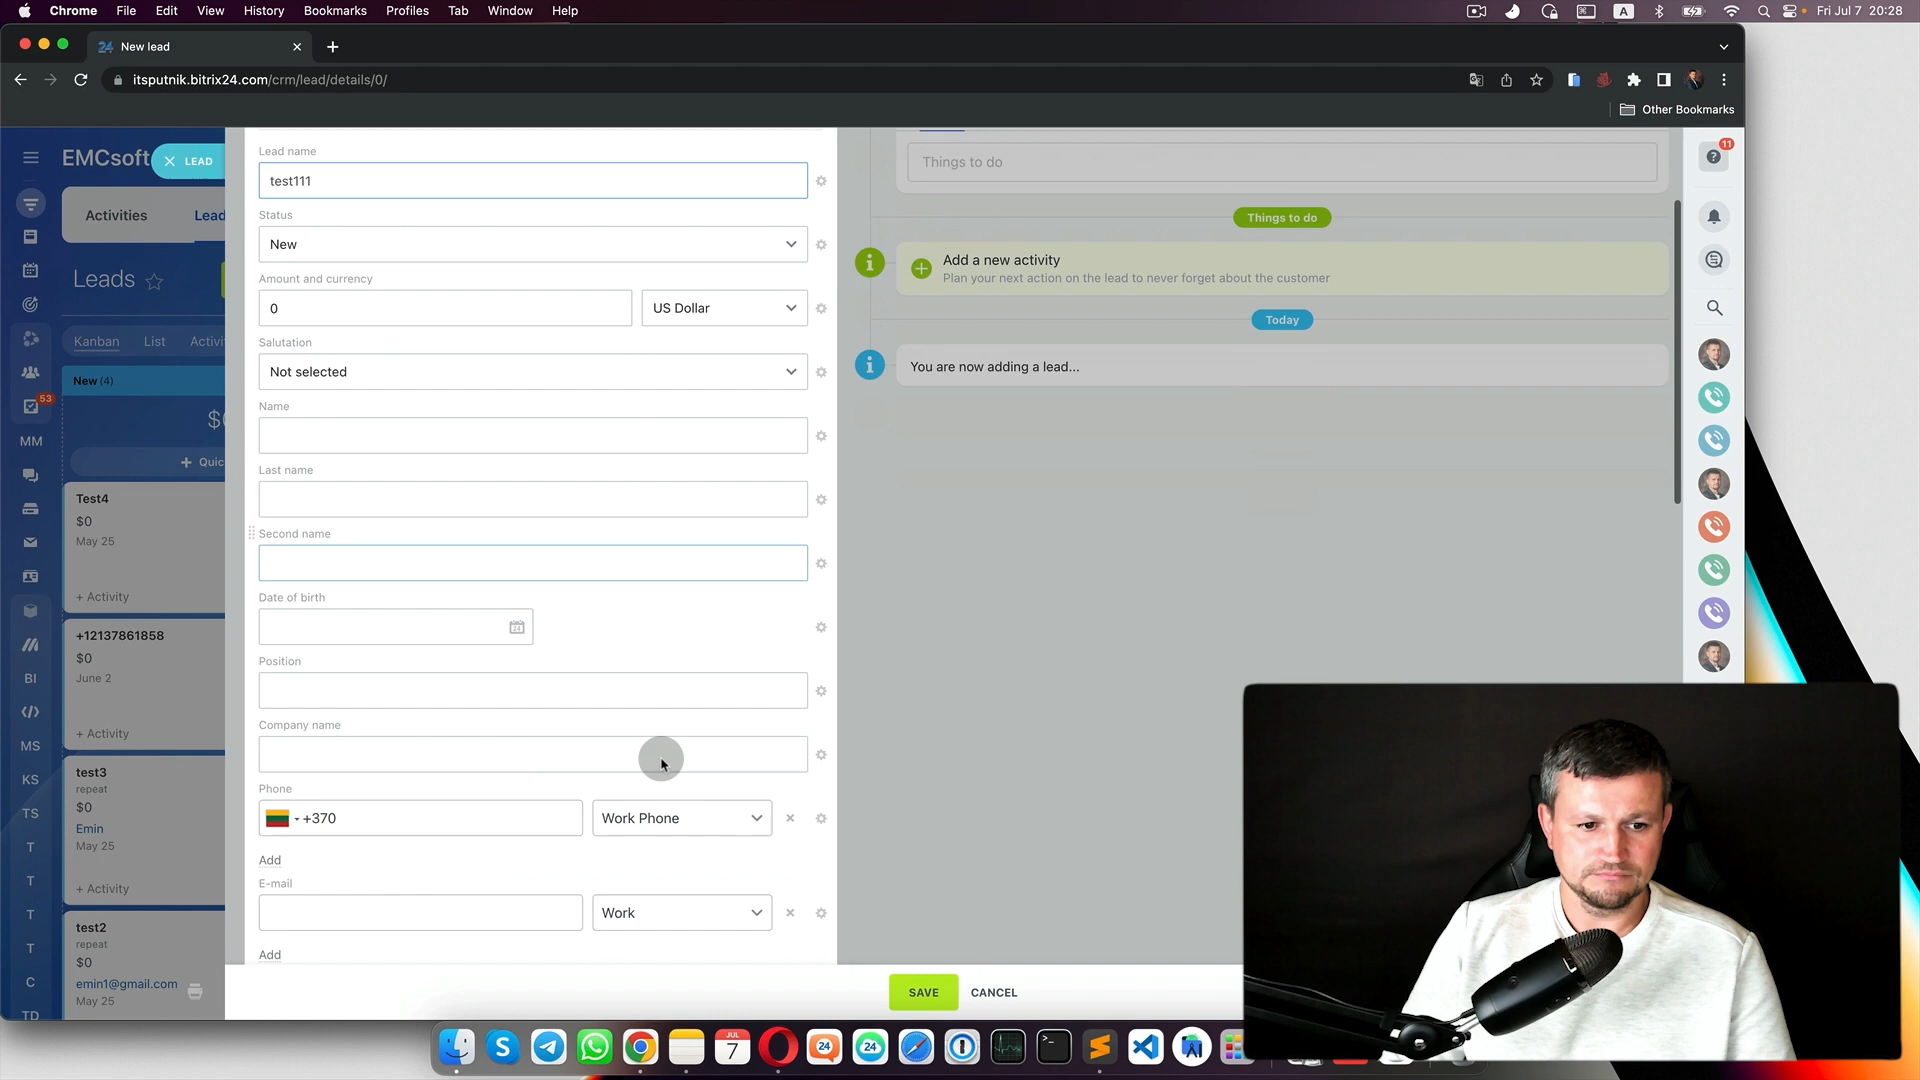 Chrome File Edit View History Bookmarks Profiles Tab Window Help
A
Fri Jul 7 20:28
24 New lead
itsputnik.bitrix24.com/crm/lead/details/0/
Other Bookmarks
EMCsoft
LEAD
Activities Lead
Leads
Kanban List Activi
New (4)
$
+ Quic
Test4
$0
May 25
+ Activity
+12137861858
$0
June 2
+ Activity
test3
repeat
$0
Emin
May 25
+ Activity
test2
repeat
$0
emin1@gmail.com
May 25
53
MM
BI
MS
KS
TS
T
T
T
T
C
TD
Lead name
test111
Status
New
Amount and currency
0
US Dollar
Salutation
Not selected
Name
Last name
Second name
Date of birth
24
Position
Company name
Phone
+370
Work Phone
Add
E-mail
Work
Add
SAVE CANCEL
Things to do
Things to do
Add a new activity
Plan your next action on the lead to never forget about the customer
Today
You are now adding a lead...
11
JUL
7
24
24